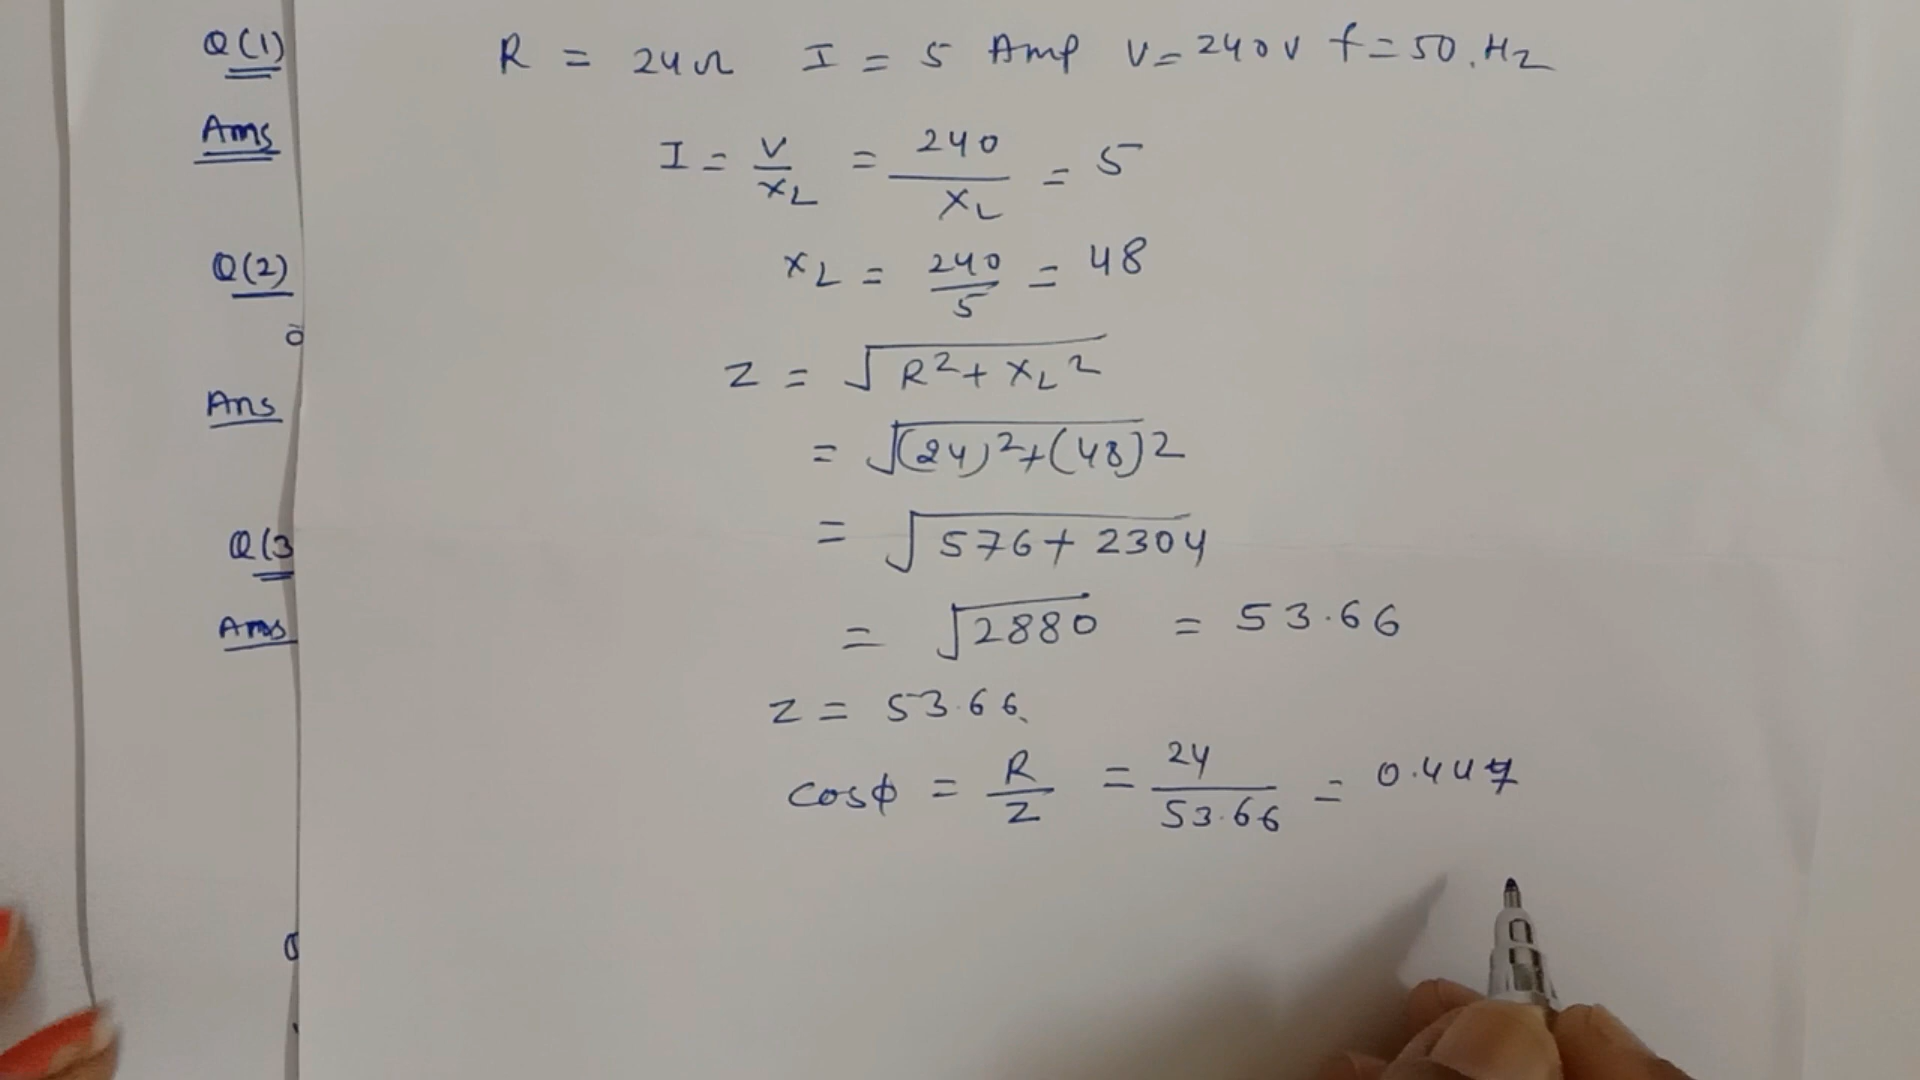 Q(1)
R = 24Ω I = 5 Amp V = 240 V f = 50. Hz
Ans
I = V/XL = 240/XL = 5
Q(2)
XL = 240/5 = 48
Z = √R²+XL²
Ans
= √(24)²+(48)2
= √576+2304
Q(3
= √2880 = 53.66
Ans
Z = 53.66
cosϕ = R/Z = 24/53.66 = 0.447